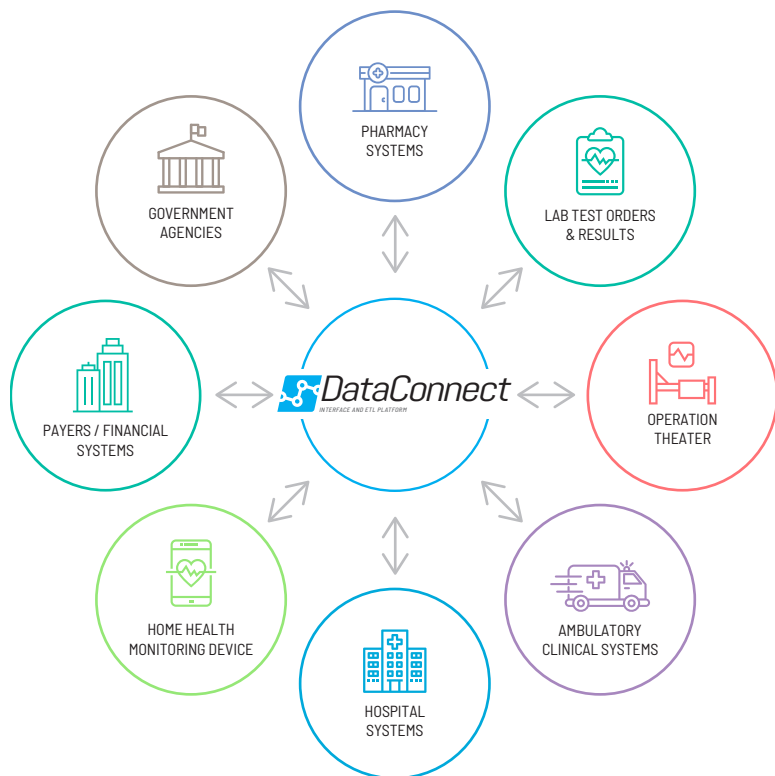 PHARMACY
SYSTEMS
GOVERNMENT
AGENCIES
LAB TEST ORDERS
& RESULTS
DataConnect
INTERFACE AND ETL PLATFORM
PAYERS / FINANCIAL
SYSTEMS
OPERATION
THEATER
HOME HEALTH
MONITORING DEVICE
AMBULATORY
CLINICAL SYSTEMS
HOSPITAL
SYSTEMS